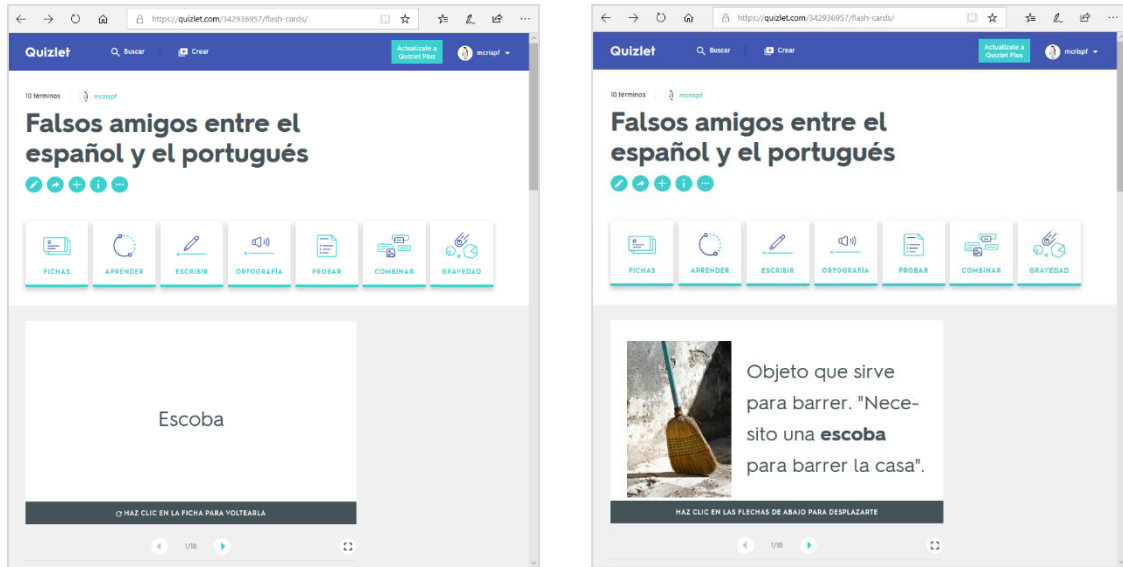 https://quizlet.com/342936957/flash-cards/
Quizlet
Buscar
Crear
Actualízate a
Quizlet Plus
mcrispf
10 términos
mcrispf
Falsos amigos entre el
español y el portugués
FICHAS
APRENDER
ESCRIBIR
ORTOGRAFÍA
PROBAR
COMBINAR
GRAVEDAD
Escoba
HAZ CLIC EN LA FICHA PARA VOLTEARLA
1/10
https://quizlet.com/342936957/flash-cards/
Quizlet
Buscar
Crear
Actualízate a
Quizlet Plus
mcrispf
10 términos
mcrispf
Falsos amigos entre el
español y el portugués
FICHAS
APRENDER
ESCRIBIR
ORTOGRAFÍA
PROBAR
COMBINAR
GRAVEDAD
Objeto que sirve
para barrer. "Nece-
sito una escoba
para barrer la casa".
HAZ CLIC EN LAS FLECHAS DE ABAJO PARA DESPLAZARTE
1/10